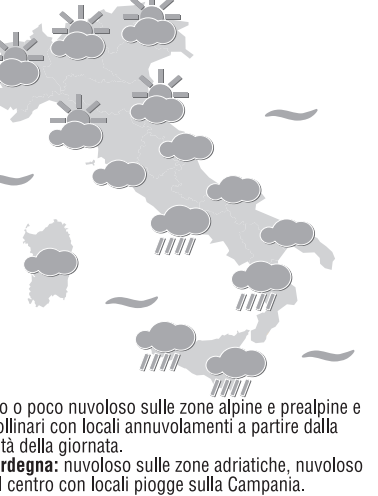 o o poco nuvoloso sulle zone alpine e prealpine e
ollinari con locali annuvolamenti a partire dalla
tà della giornata.
rdegna: nuvoloso sulle zone adriatiche, nuvoloso
l centro con locali piogge sulla Campania.